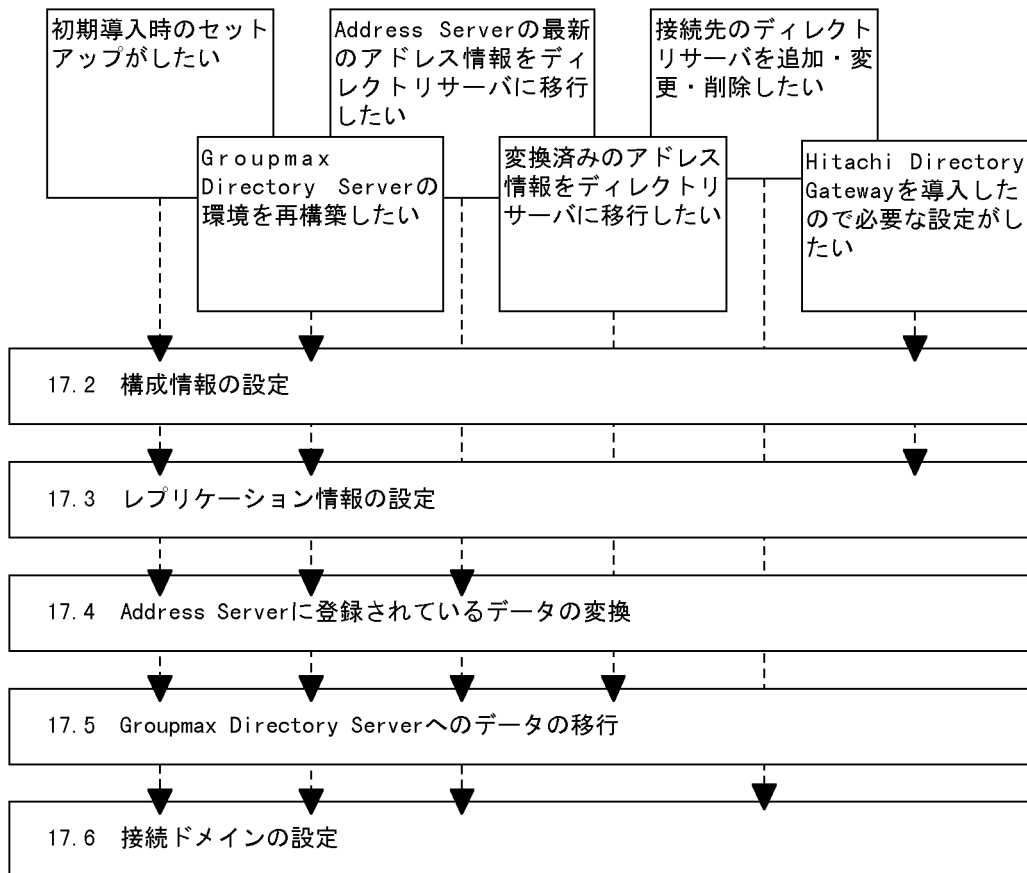 初期導入時のセット
アップがしたい
Address Serverの最新
のアドレス情報をディ
レクトリサーバに移行
したい
接続先のディレクト
リサーバを追加・変
更・削除したい
Groupmax
Directory Serverの
環境を再構築したい
変換済みのアドレス
情報をディレクトリ
サーバに移行したい
Hitachi Directory
Gatewayを導入した
ので必要な設定がし
たい
17.2 構成情報の設定
17.3 レプリケーション情報の設定
17.4 Address Serverに登録されているデータの変換
17.5 Groupmax Directory Serverへのデータの移行
17.6 接続ドメインの設定